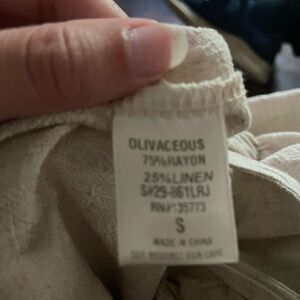 OLIVACEOUS
75%RAYON
25%LINEN
S#29-861LRJ
RN#135773
S
MADE IN CHINA
SEE REVERSE FOR CARE